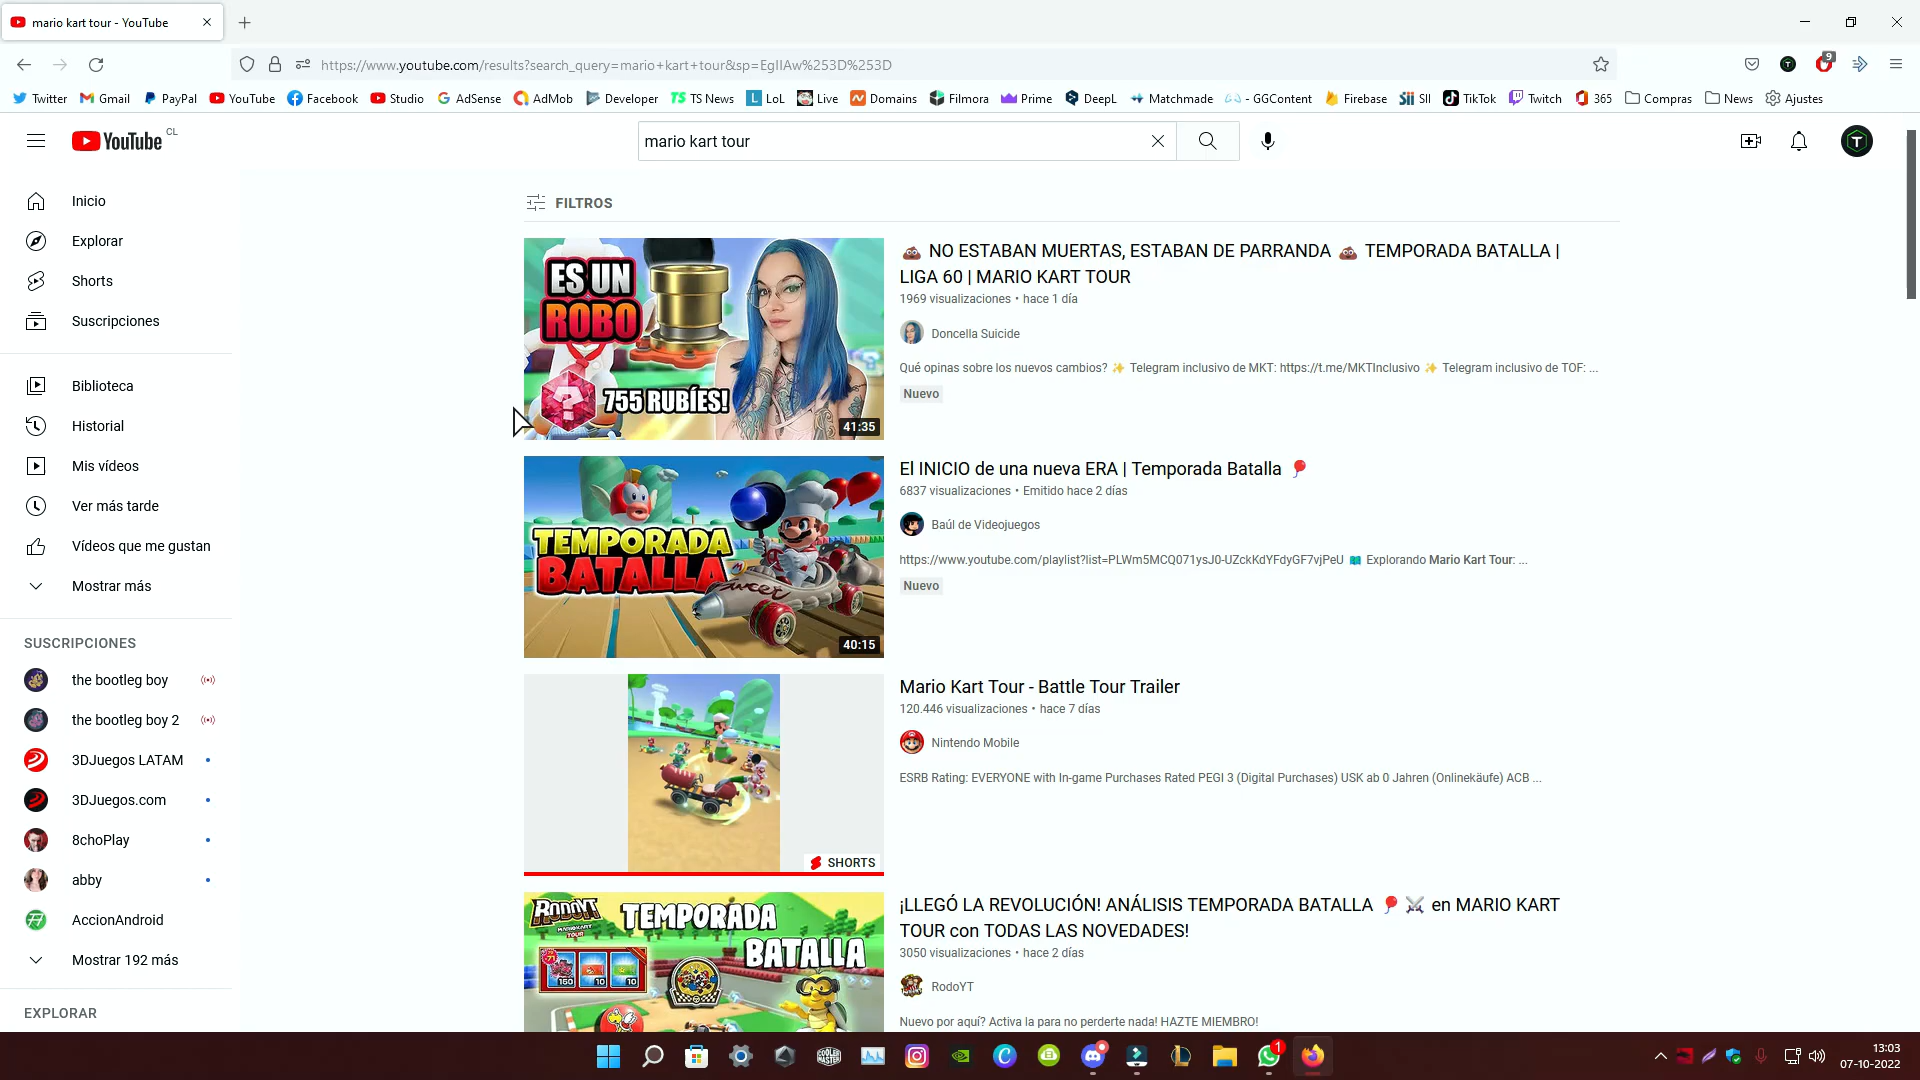 mario kart tour - YouTube
https://www.youtube.com/results?search_query=mario+kart+tour&sp=EgIIAw%253D%253D
9
Twitter Gmail PayPal YouTube Facebook Studio AdSense AdMob Developer TS News LoL Live Domains Filmora Prime DeepL Matchmade - GGContent Firebase SII TikTok Twitch 365 Compras News Ajustes
YouTube CL
mario kart tour
Inicio
Explorar
Shorts
Suscripciones
Biblioteca
Historial
Mis vídeos
Ver más tarde
Vídeos que me gustan
Mostrar más
SUSCRIPCIONES
the bootleg boy
the bootleg boy 2
3DJuegos LATAM
3DJuegos.com
8choPlay
abby
AccionAndroid
Mostrar 192 más
EXPLORAR
FILTROS
ES UN
ROBO
755 RUBÍES!
41:35
💩 NO ESTABAN MUERTAS, ESTABAN DE PARRANDA 💩 TEMPORADA BATALLA |
LIGA 60 | MARIO KART TOUR
1969 visualizaciones • hace 1 día
Doncella Suicide
Qué opinas sobre los nuevos cambios? ✨ Telegram inclusivo de MKT: https://t.me/MKTInclusivo ✨ Telegram inclusivo de TOF: ...
Nuevo
TEMPORADA
BATALLA
sweet
40:15
El INICIO de una nueva ERA | Temporada Batalla 🎈
6837 visualizaciones • Emitido hace 2 días
Baúl de Videojuegos
https://www.youtube.com/playlist?list=PLWm5MCQ071ysJ0-UZckKdYFdyGF7vjPeU Explorando Mario Kart Tour: ...
Nuevo
SHORTS
Mario Kart Tour - Battle Tour Trailer
120.446 visualizaciones • hace 7 días
Nintendo Mobile
ESRB Rating: EVERYONE with In-game Purchases Rated PEGI 3 (Digital Purchases) USK ab 0 Jahren (Onlinekäufe) ACB ...
RODOYT
TOUR
TEMPORADA
BATALLA
160 10 10
¡LLEGÓ LA REVOLUCIÓN! ANÁLISIS TEMPORADA BATALLA 🎈 ⚔️ en MARIO KART
TOUR con TODAS LAS NOVEDADES!
3050 visualizaciones • hace 2 días
RodoYT
Nuevo por aquí? Activa la para no perderte nada! HAZTE MIEMBRO!
COOLER MASTER
1
13:03
07-10-2022